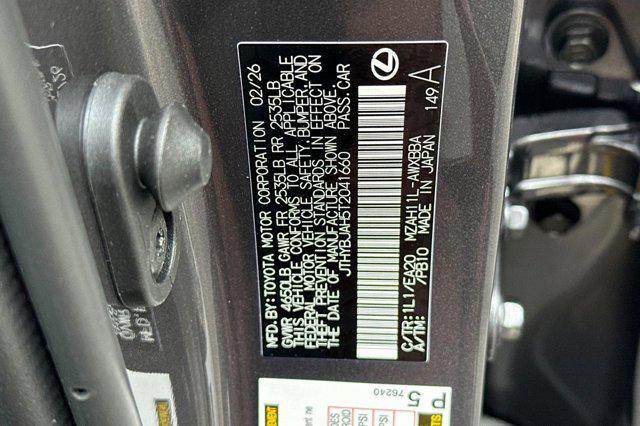 MFD. BY: TOYOTA MOTOR CORPORATION 02/26
GVWR 4650LB GAWR FR 2535LB RR 2535LB
THIS VEHICLE CONFORMS TO ALL APPLICABLE
FEDERAL MOTOR VEHICLE SAFETY, BUMPER, AND
THEFT PREVENTION STANDARDS IN EFFECT ON
THE DATE OF MANUFACTURE SHOWN ABOVE.
JTHYBJAH5T2041660 PASS. CAR
C/TR: 1L1/EA20 MZAH11L-AWXBBA
A/TM: /PB10 MADE IN JAPAN 149 A
P 5
76240